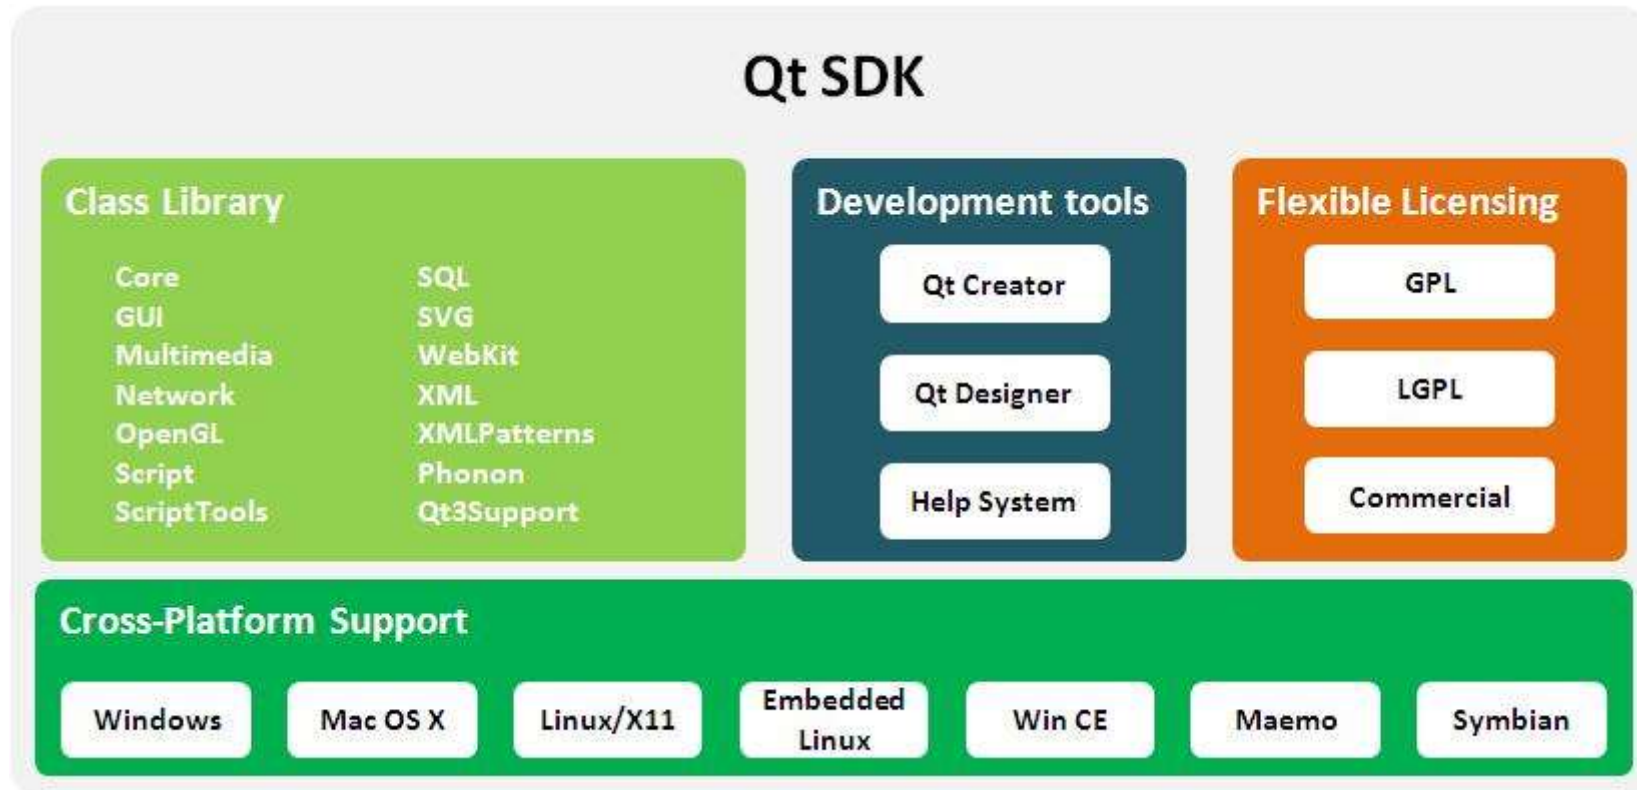 Qt SDK
Class Library
Core
GUI
Multimedia
Network
OpenGL
Script
ScriptTools
SQL
SVG
WebKit
XML
XMLPatterns
Phonon
Qt3Support
Development tools
Qt Creator
Qt Designer
Help System
Flexible Licensing
GPL
LGPL
Commercial
Cross-Platform Support
Windows
Mac OS X
Linux/X11
Embedded
Linux
Win CE
Maemo
Symbian